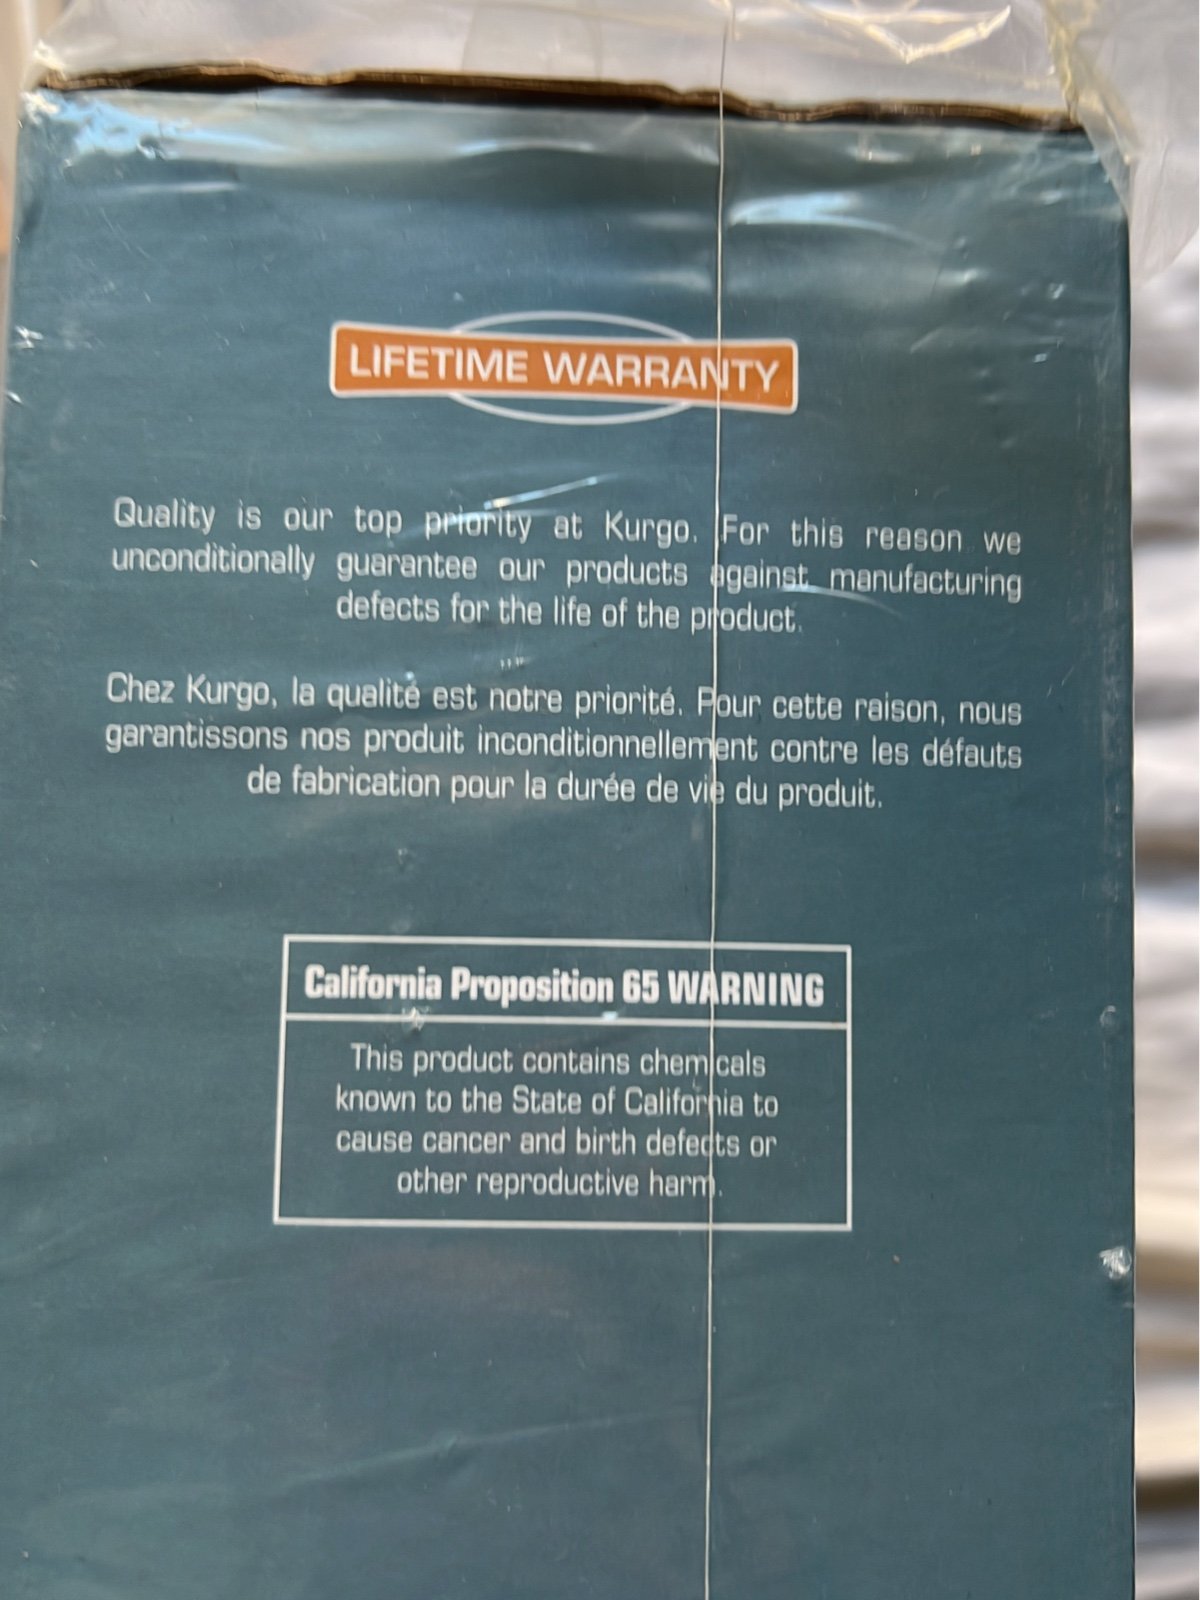 LIFETIME WARRANTY
Quality is our top priority at Kurgo. For this reason we
unconditionally guarantee our products against manufacturing
defects for the life of the product.
Chez Kurgo, la qualité est notre priorité. Pour cette raison, nous
garantissons nos produit inconditionnellement contre les défauts
de fabrication pour la durée de vie du produit.
California Proposition 65 WARNING
This product contains chemicals
known to the State of California to
cause cancer and birth defects or
other reproductive harm.